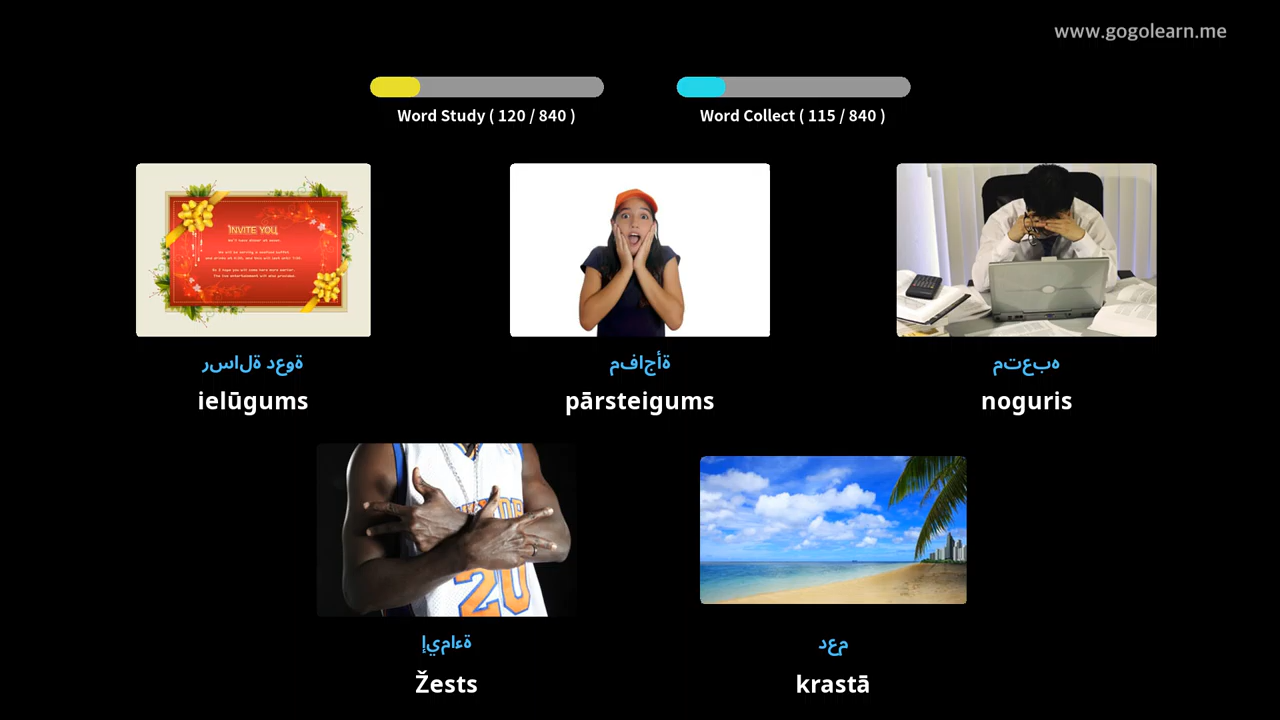 www.gogolearn.me
Word Study ( 120 / 840 )
Word Collect ( 115 / 840 )
INVITE YOU
رسالة دعوة
ielūgums
مفاجأة
pārsteigums
متعبه
noguris
20
إيماءة
Žests
دعم
krastā